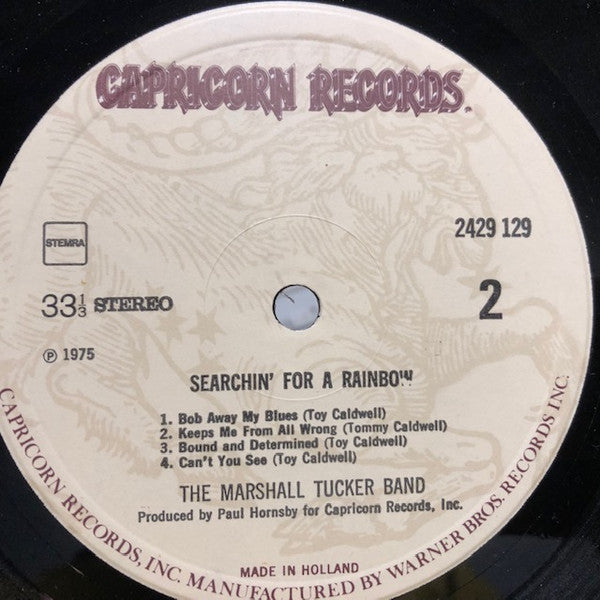 CAPRICORN RECORDS™
STEMRA
2429 129
33⅓ STEREO
2
℗ 1975
SEARCHIN' FOR A RAINBOW
1. Bob Away My Blues (Toy Caldwell)
2. Keeps Me From All Wrong (Tommy Caldwell)
3. Bound and Determined (Toy Caldwell)
4. Can't You See (Toy Caldwell)
THE MARSHALL TUCKER BAND
Produced by Paul Hornsby for Capricorn Records, Inc.
MADE IN HOLLAND
CAPRICORN RECORDS, INC. MANUFACTURED BY WARNER BROS. RECORDS INC.